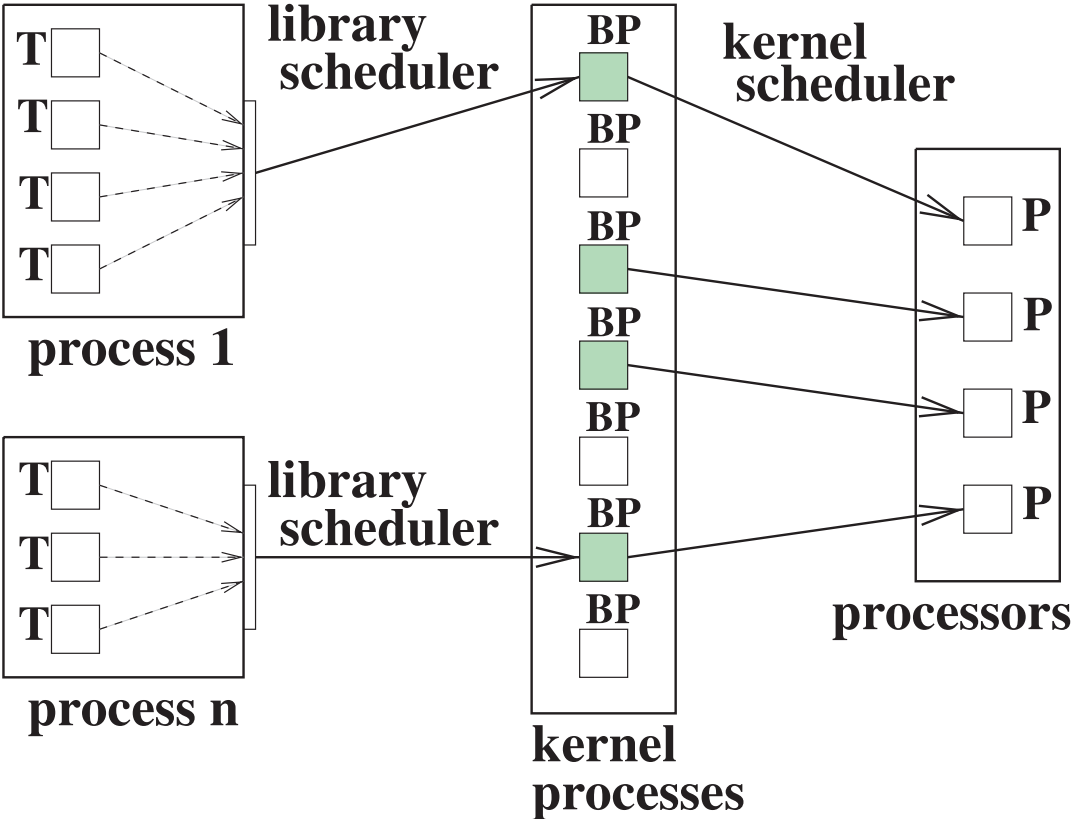 T
T
T
T
process 1
library
scheduler
T
T
T
process n
library
scheduler
BP
BP
BP
BP
BP
BP
BP
kernel
processes
kernel
scheduler
P
P
P
P
processors